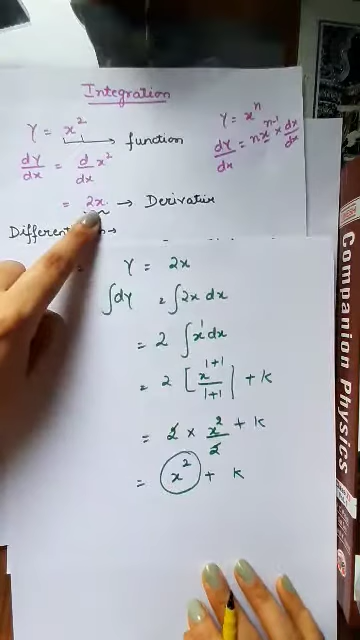 Integration
Y = x² → function
dY/dx = d/dx x²
= 2x → Derivative
Y = xⁿ
dY/dx = nxⁿ⁻¹ × dx/dx
Y = 2x
∫dY = ∫2x dx
= 2 ∫x¹dx
= 2 [x¹⁺¹/1+1] + k
= 2 × x²/2 + k
= x² + k
Physics